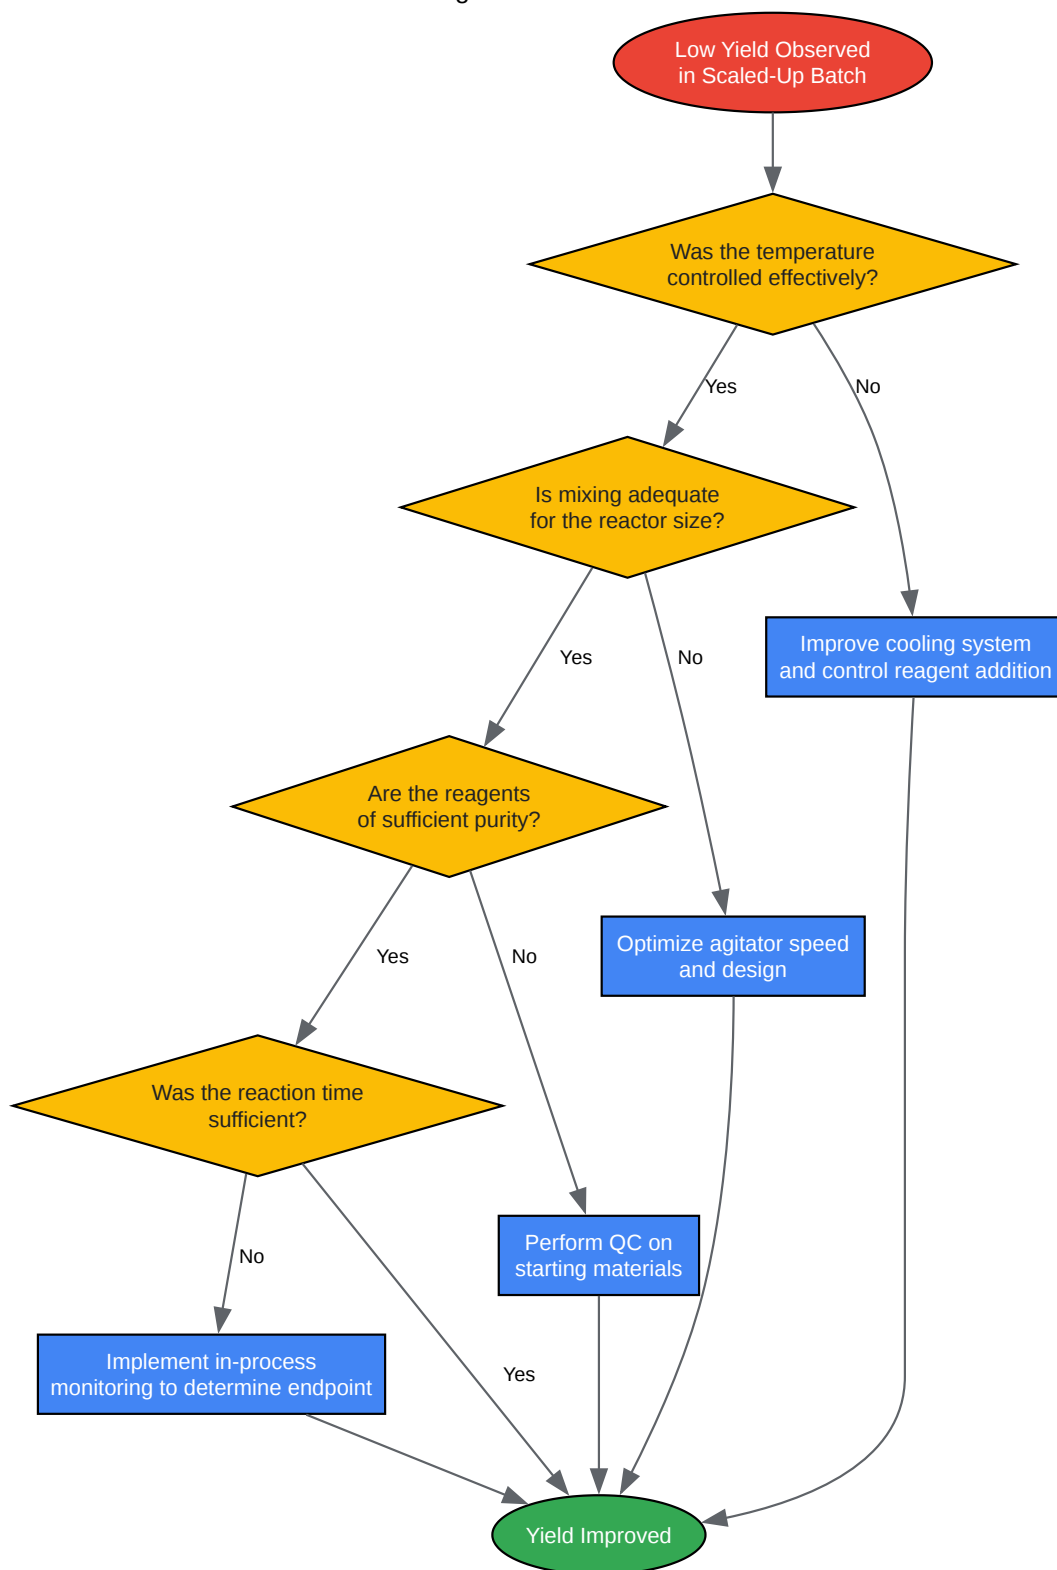 Low Yield Observed
in Scaled-Up Batch
Was the temperature
controlled effectively?
Yes
No
Is mixing adequate
for the reactor size?
Yes
No
Improve cooling system
and control reagent addition
Are the reagents
of sufficient purity?
Yes
No
Optimize agitator speed
and design
Was the reaction time
sufficient?
No
Perform QC on
starting materials
Implement in-process
monitoring to determine endpoint
Yes
Yield Improved